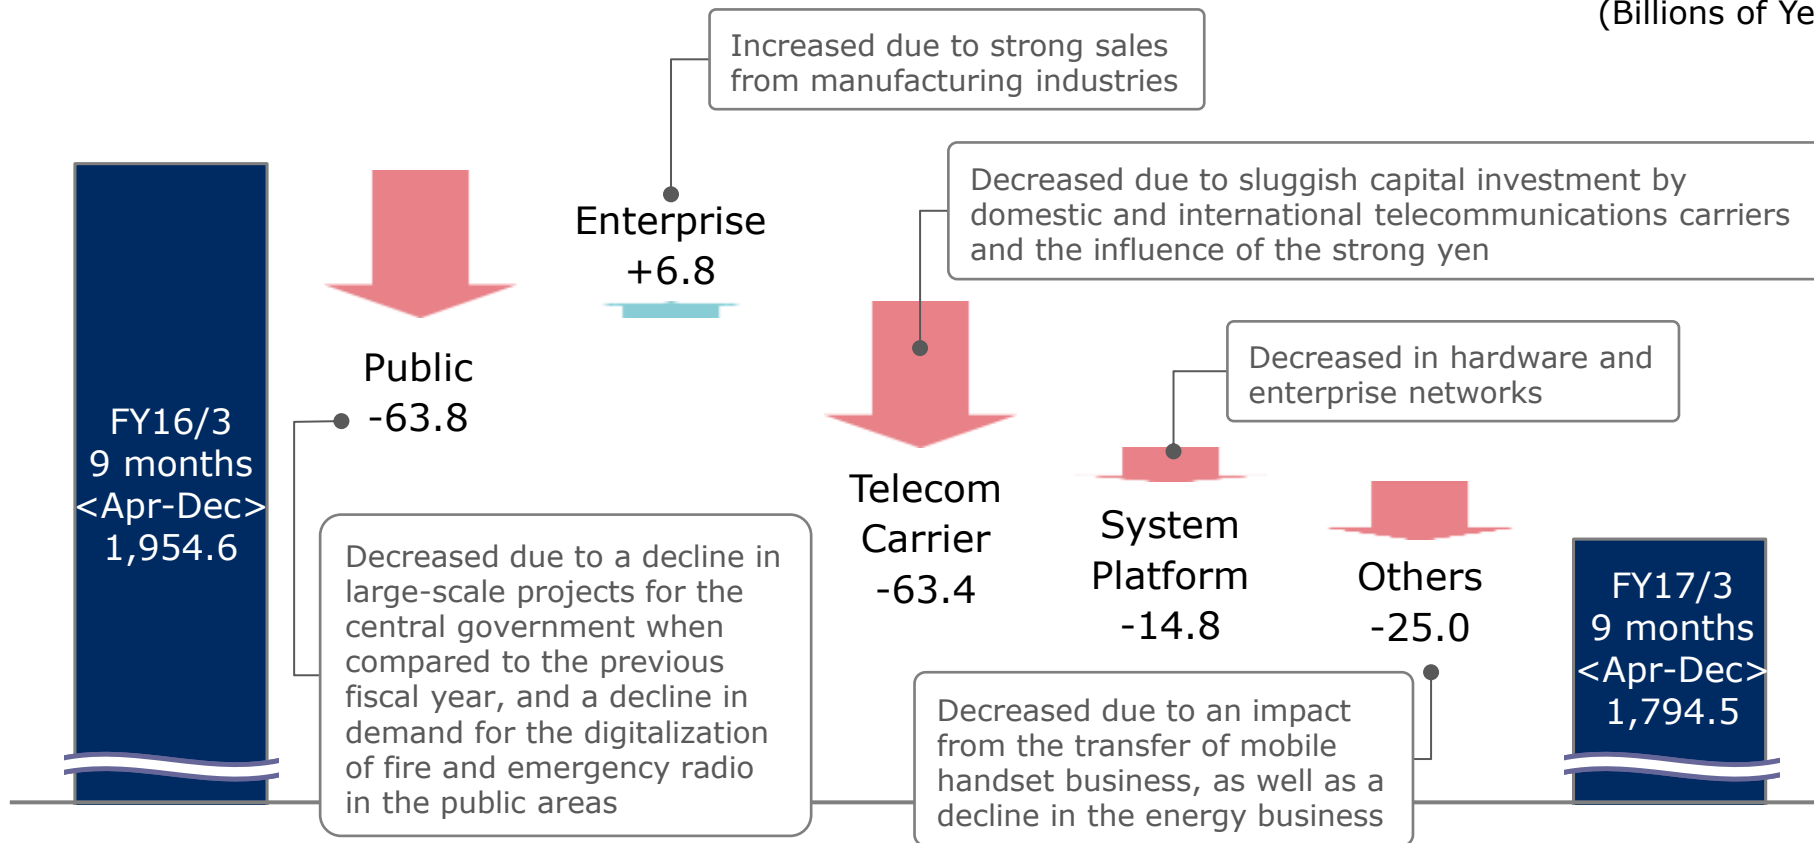 (Billions of Ye
Increased due to strong sales
from manufacturing industries
Decreased due to sluggish capital investment by
domestic and international telecommunications carriers
and the influence of the strong yen
Enterprise
+6.8
Decreased in hardware and
enterprise networks
Public
-63.8
FY16/3
9 months
<Apr-Dec>
1,954.6
Telecom
Carrier
-63.4
System
Platform
-14.8
Others
-25.0
FY17/3
9 months
<Apr-Dec>
1,794.5
Decreased due to a decline in
large-scale projects for the
central government when
compared to the previous
fiscal year, and a decline in
demand for the digitalization
of fire and emergency radio
in the public areas
Decreased due to an impact
from the transfer of mobile
handset business, as well as a
decline in the energy business